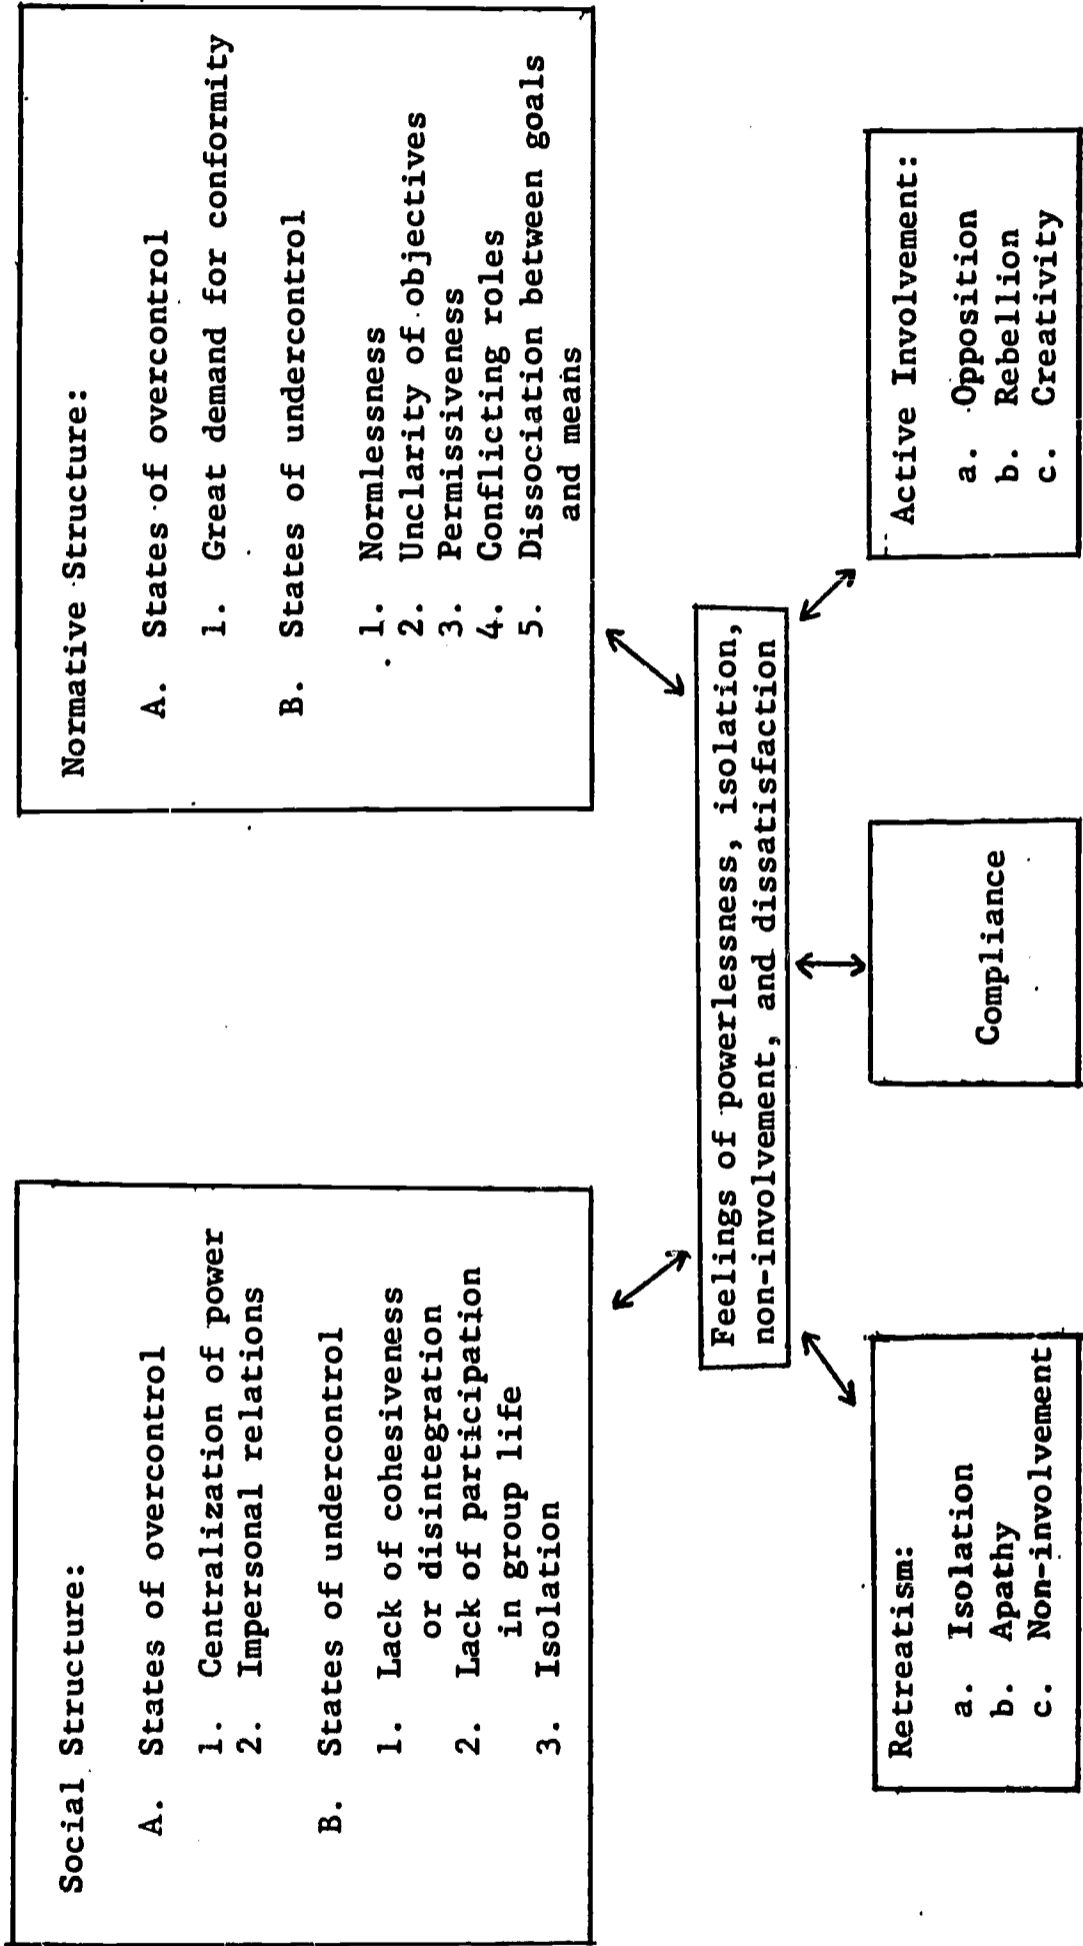 Social Structure:
A. States of overcontrol
1. Centralization of power
2. Impersonal relations
B. States of undercontrol
1. Lack of cohesiveness
or disintegration
2. Lack of participation
in group life
3. Isolation
Normative Structure:
A. States of overcontrol
1. Great demand for conformity
B. States of undercontrol
1. Normlessness
2. Unclarity of objectives
3. Permissiveness
4. Conflicting roles
5. Dissociation between goals
and means
Feelings of powerlessness, isolation,
non-involvement, and dissatisfaction
Retreatism:
a. Isolation
b. Apathy
c. Non-involvement
Compliance
Active Involvement:
a. Opposition
b. Rebellion
c. Creativity